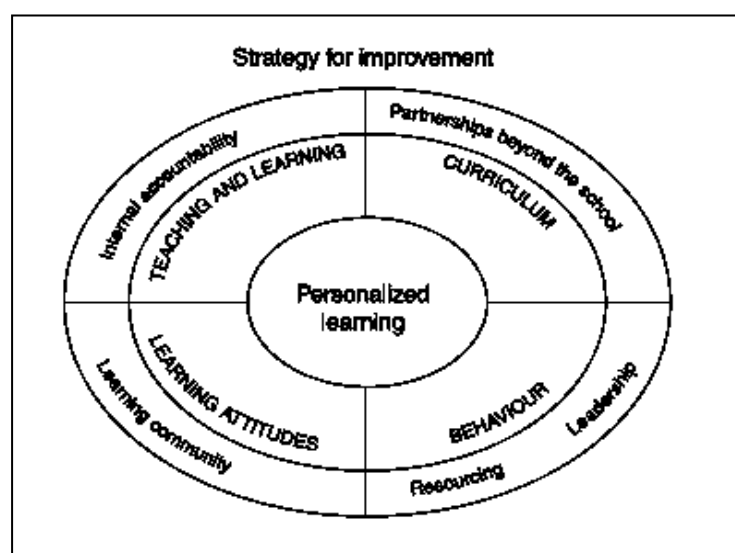 Strategy for improvement
Internal accountability
Partnerships beyond the school
TEACHING AND LEARNING
CURRICULUM
Personalized
learning
LEARNING ATTITUDES
BEHAVIOUR
Learning community
Resourcing
Leadership